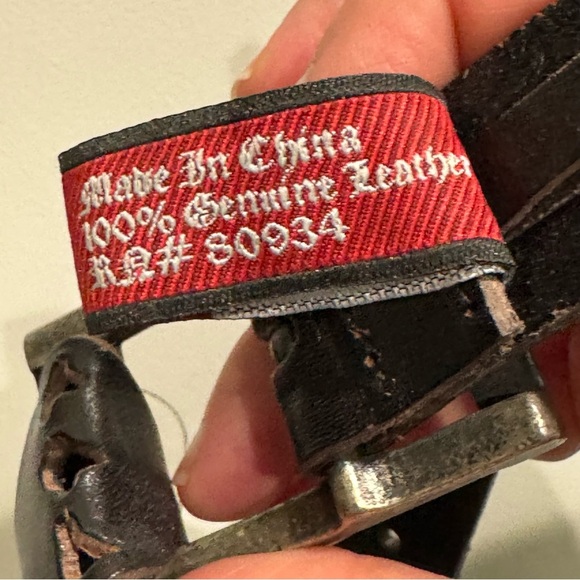 Made In China
100% Genuine Leather
RN# 80934